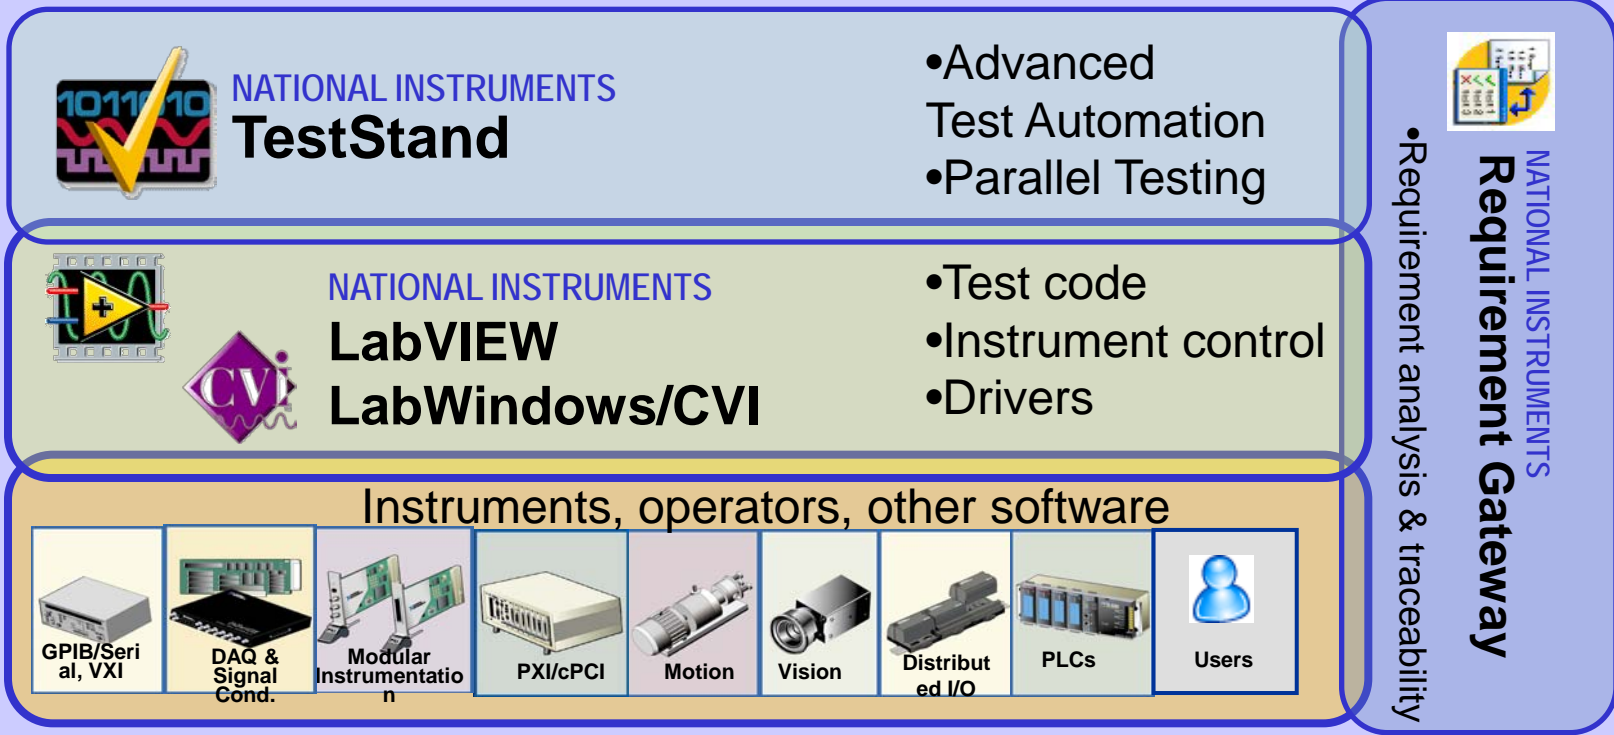 1011010
NATIONAL INSTRUMENTS
TestStand
•Advanced
Test Automation
•Parallel Testing
NATIONAL INSTRUMENTS
LabVIEW
LabWindows/CVI
CVi
•Test code
•Instrument control
•Drivers
Instruments, operators, other software
GPIB/Seri
al, VXI
DAQ &
Signal
Cond.
Modular
Instrumentatio
n
PXI/cPCI
Motion
Vision
Distribut
ed I/O
PLCs
Users
NATIONAL INSTRUMENTS
Requirement Gateway
•Requirement analysis & traceability